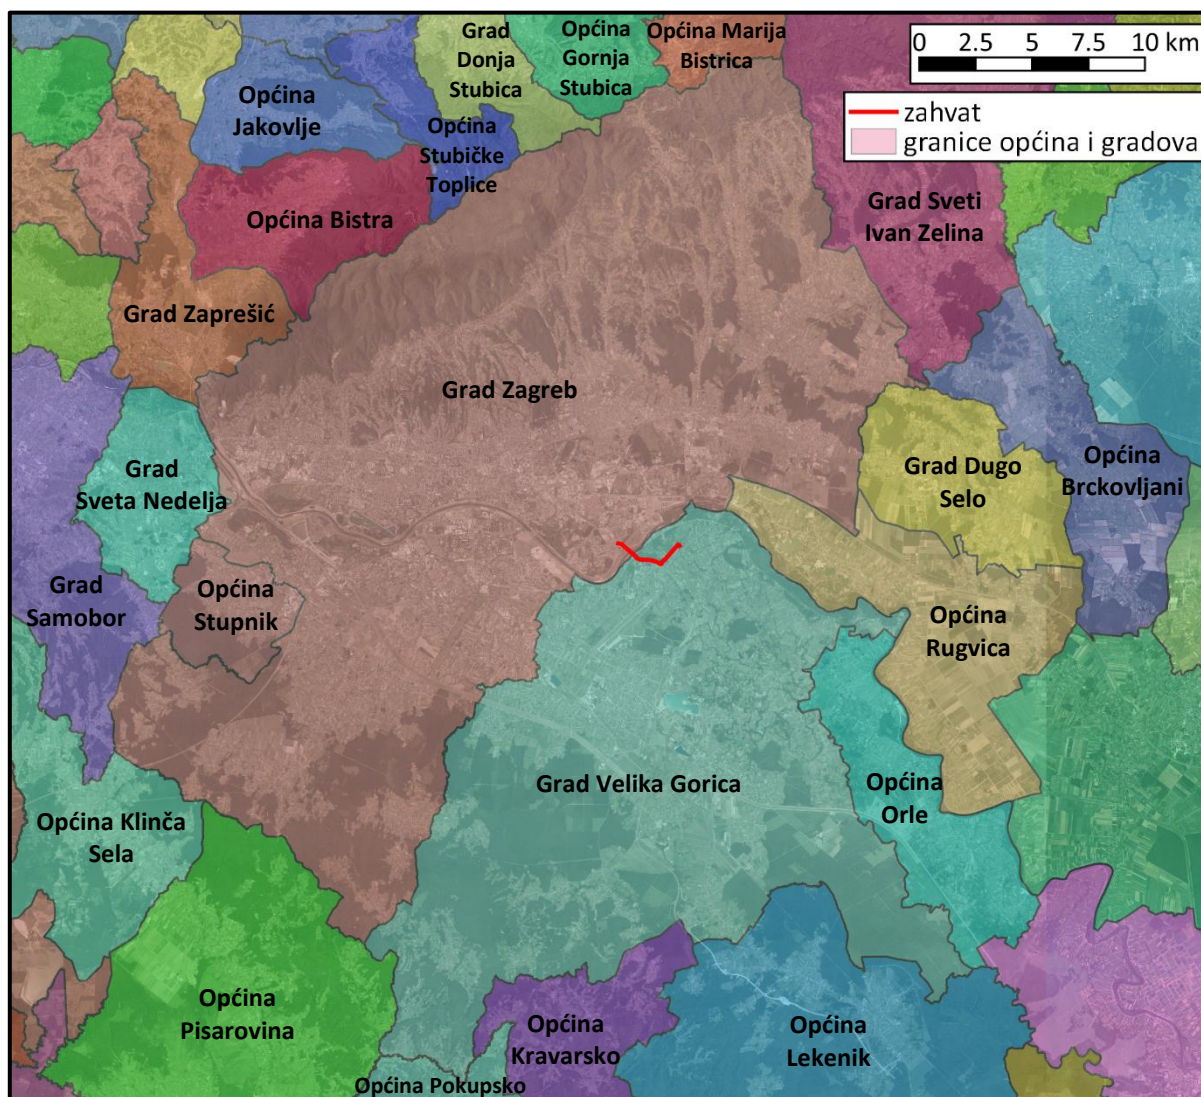 Grad
Donja
Stubica
Općina
Gornja
Stubica
Općina Marija
Bistrica
0 2.5 5 7.5 10 km
zahvat
granice općina i gradova
Općina
Jakovlje
Općina
Stubičke
Toplice
Općina Bistra
Grad Sveti
Ivan Zelina
Grad Zaprešić
Grad Zagreb
Grad
Sveta Nedelja
Grad Dugo
Selo
Općina
Brckovljani
Grad
Samobor
Općina
Stupnik
Općina
Rugvica
Grad Velika Gorica
Općina
Orle
Općina Klinča
Sela
Općina
Pisarovina
Općina
Kravarsko
Općina
Lekenik
Općina Pokupsko